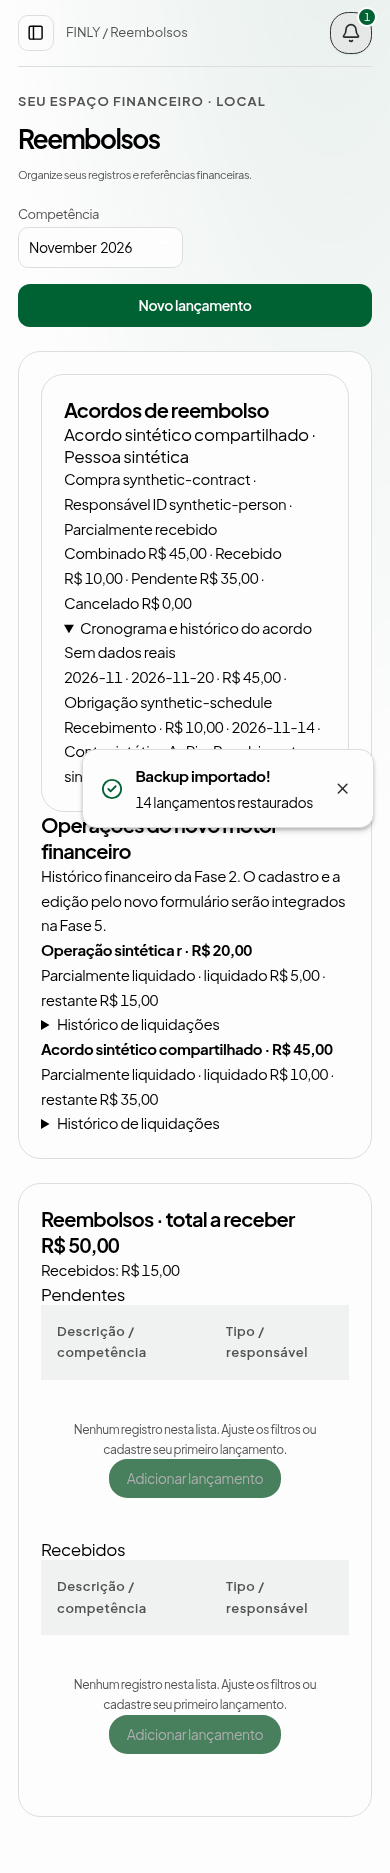 FINLY / Reembolsos
1
SEU ESPAÇO FINANCEIRO · LOCAL
Reembolsos
Organize seus registros e referências financeiras.
Competência
November 2026
Novo lançamento
Acordos de reembolso
Acordo sintético compartilhado ·
Pessoa sintética
Compra synthetic-contract ·
Responsável ID synthetic-person ·
Parcialmente recebido
Combinado R$ 45,00 · Recebido
R$ 10,00 · Pendente R$ 35,00 ·
Cancelado R$ 0,00
▼ Cronograma e histórico do acordo
Sem dados reais
2026-11 · 2026-11-20 · R$ 45,00 ·
Obrigação synthetic-schedule
Recebimento · R$ 10,00 · 2026-11-14 ·
Backup importado!
14 lançamentos restaurados
Operações do novo motor
financeiro
Histórico financeiro da Fase 2. O cadastro e a
edição pelo novo formulário serão integrados
na Fase 5.
Operação sintética r · R$ 20,00
Parcialmente liquidado · liquidado R$ 5,00 ·
restante R$ 15,00
▶ Histórico de liquidações
Acordo sintético compartilhado · R$ 45,00
Parcialmente liquidado · liquidado R$ 10,00 ·
restante R$ 35,00
▶ Histórico de liquidações
Reembolsos · total a receber
R$ 50,00
Recebidos: R$ 15,00
Pendentes
Descrição / competência
Tipo / responsável
Nenhum registro nesta lista. Ajuste os filtros ou
cadastre seu primeiro lançamento.
Adicionar lançamento
Recebidos
Descrição / competência
Tipo / responsável
Nenhum registro nesta lista. Ajuste os filtros ou
cadastre seu primeiro lançamento.
Adicionar lançamento